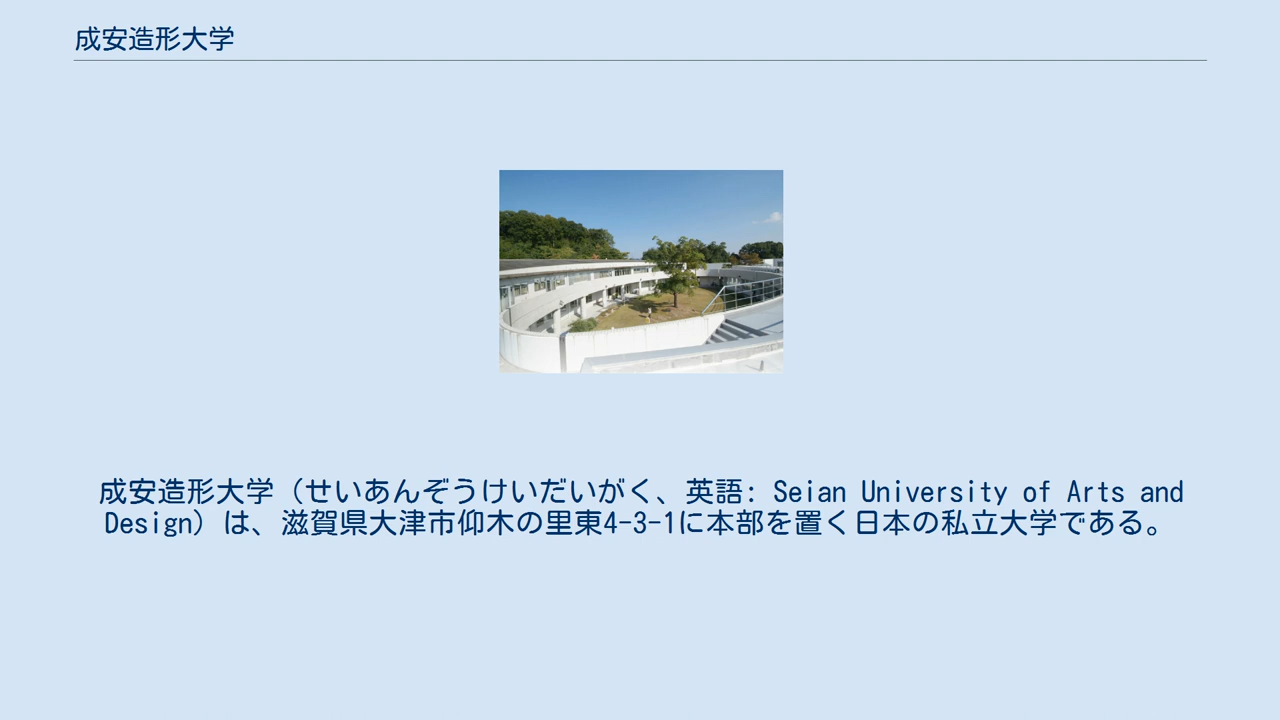 成安造形大学
成安造形大学（せいあんぞうけいだいがく、英語: Seian University of Arts and
Design）は、滋賀県大津市仰木の里東4-3-1に本部を置く日本の私立大学である。